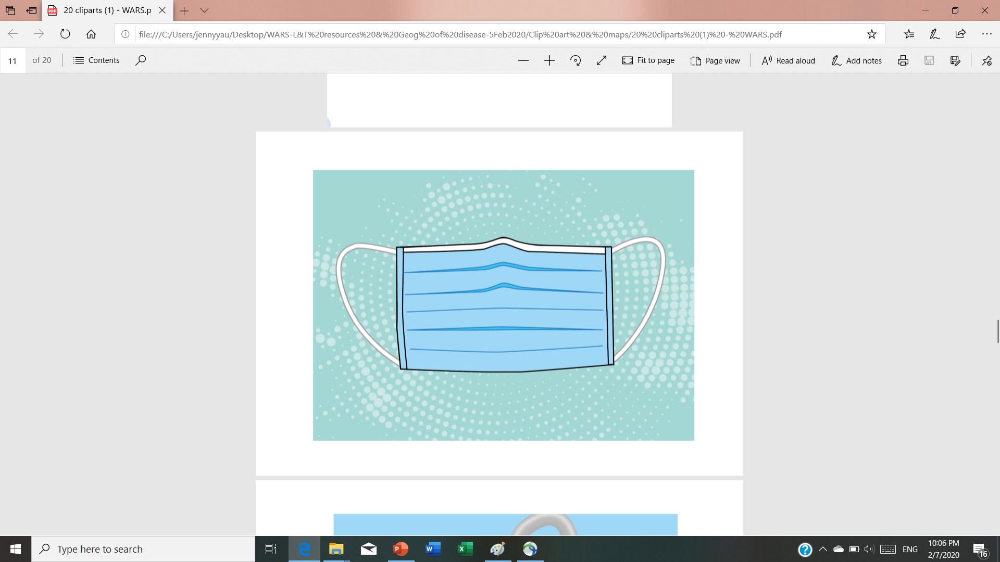 20 cliparts (1) - WARS.p
file:///C:/Users/jennyyau/Desktop/WARS-L&T%20resources%20&%20Geog%20of%20disease-5Feb2020/Clip%20art%20&%20maps/20%20cliparts%20(1)%20-%20WARS.pdf
11 of 20 Contents Fit to page Page view Read aloud Add notes
Type here to search
ENG
10:06 PM
2/7/2020
16